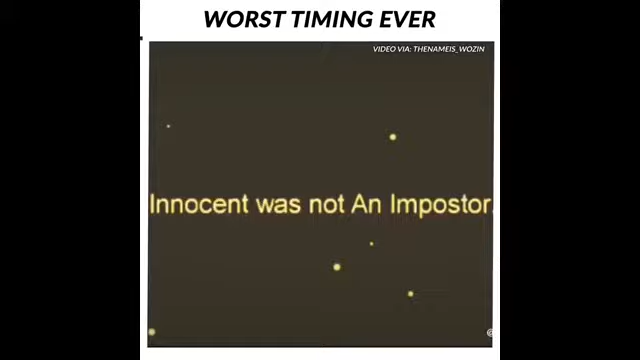 WORST TIMING EVER
VIDEO VIA: THENAMEIS_WOZIN
Innocent was not An Impostor.
@